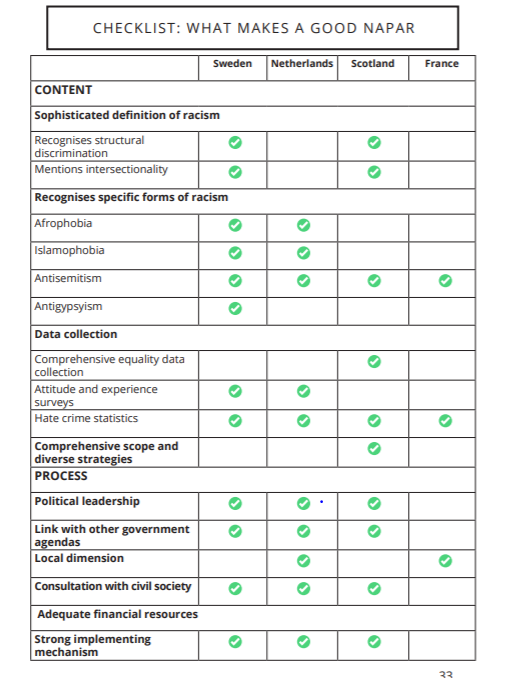 CHECKLIST: WHAT MAKES A GOOD NAPAR
Sweden Netherlands Scotland France
CONTENT
Sophisticated definition of racism
Recognises structural
discrimination
Mentions intersectionality
Recognises specific forms of racism
Afrophobia
Islamophobia
Antisemitism
Antigypsyism
Data collection
Comprehensive equality data
collection
Attitude and experience
surveys
Hate crime statistics
Comprehensive scope and
diverse strategies
PROCESS
Political leadership
Link with other government
agendas
Local dimension
Consultation with civil society
Adequate financial resources
Strong implementing
mechanism
33